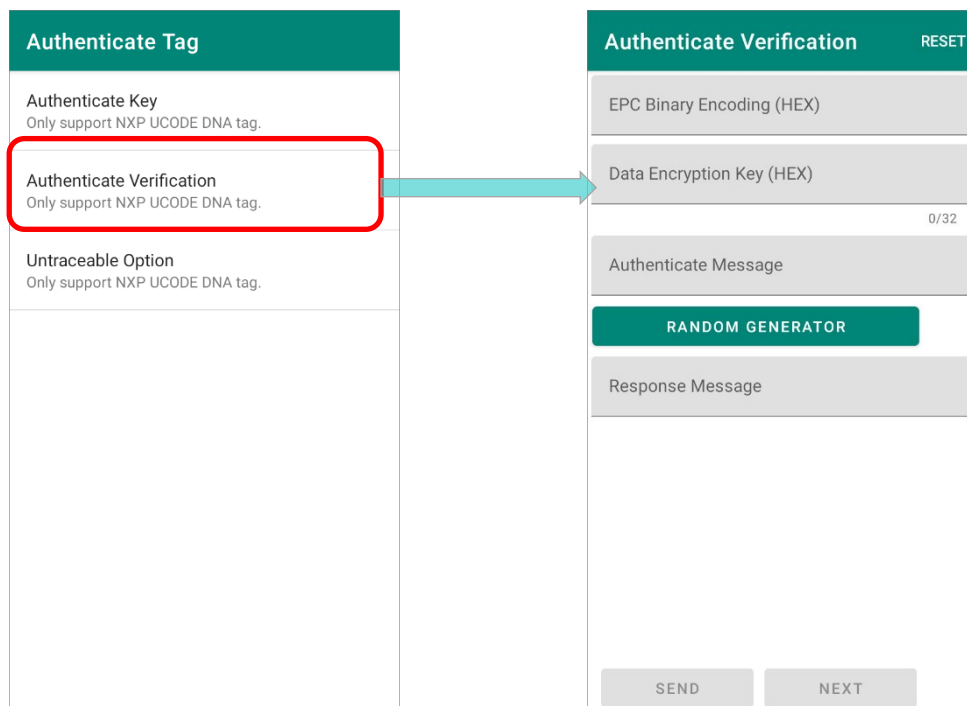 Authenticate Tag
Authenticate Key
Only support NXP UCODE DNA tag.
Authenticate Verification
Only support NXP UCODE DNA tag.
Untraceable Option
Only support NXP UCODE DNA tag.
Authenticate Verification RESET
EPC Binary Encoding (HEX)
Data Encryption Key (HEX)
0/32
Authenticate Message
RANDOM GENERATOR
Response Message
SEND NEXT